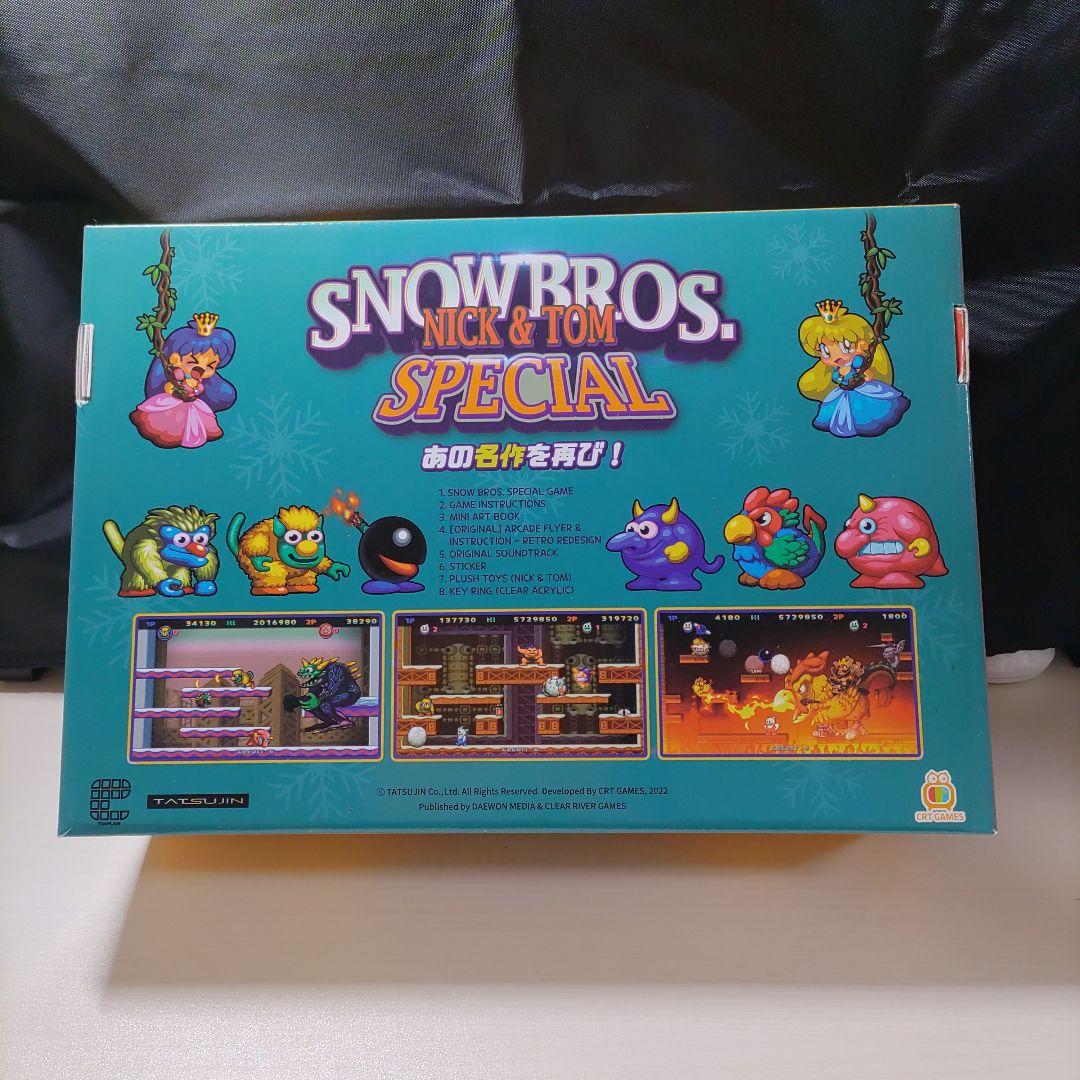 SNOW BROS.
NICK & TOM
SPECIAL
あの名作を再び!
1. SNOW BROS. SPECIAL GAME
2. GAME INSTRUCTIONS
3. MINI ART BOOK
4. [ORIGINAL] ARCADE FLYER &
INSTRUCTION - RETRO REDESIGN
5. ORIGINAL SOUNDTRACK
6. STICKER
7. PLUSH TOYS (NICK & TOM)
8. KEY RING (CLEAR ACRYLIC)
1P 34130 HI 2016980 2P 38290
1P 137730 HI 5729850 2P 319720
1P 4180 HI 5729850 2P 1800
TOAPLAN
TATSUJIN
© TATSUJIN Co., Ltd. All Rights Reserved. Developed By CRT GAMES, 2022
Published by DAEWON MEDIA & CLEAR RIVER GAMES
CRT GAMES